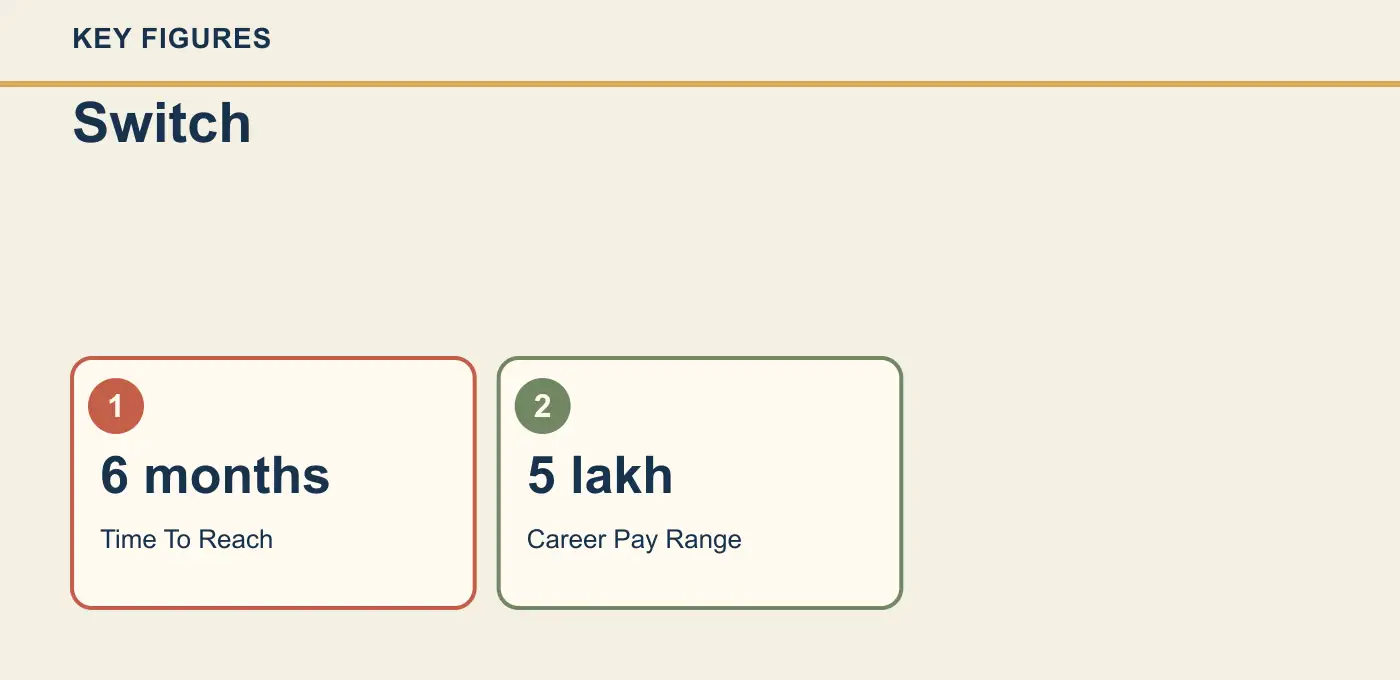 KEY FIGURES
Switch
1
6 months
Time To Reach
2
5 lakh
Career Pay Range